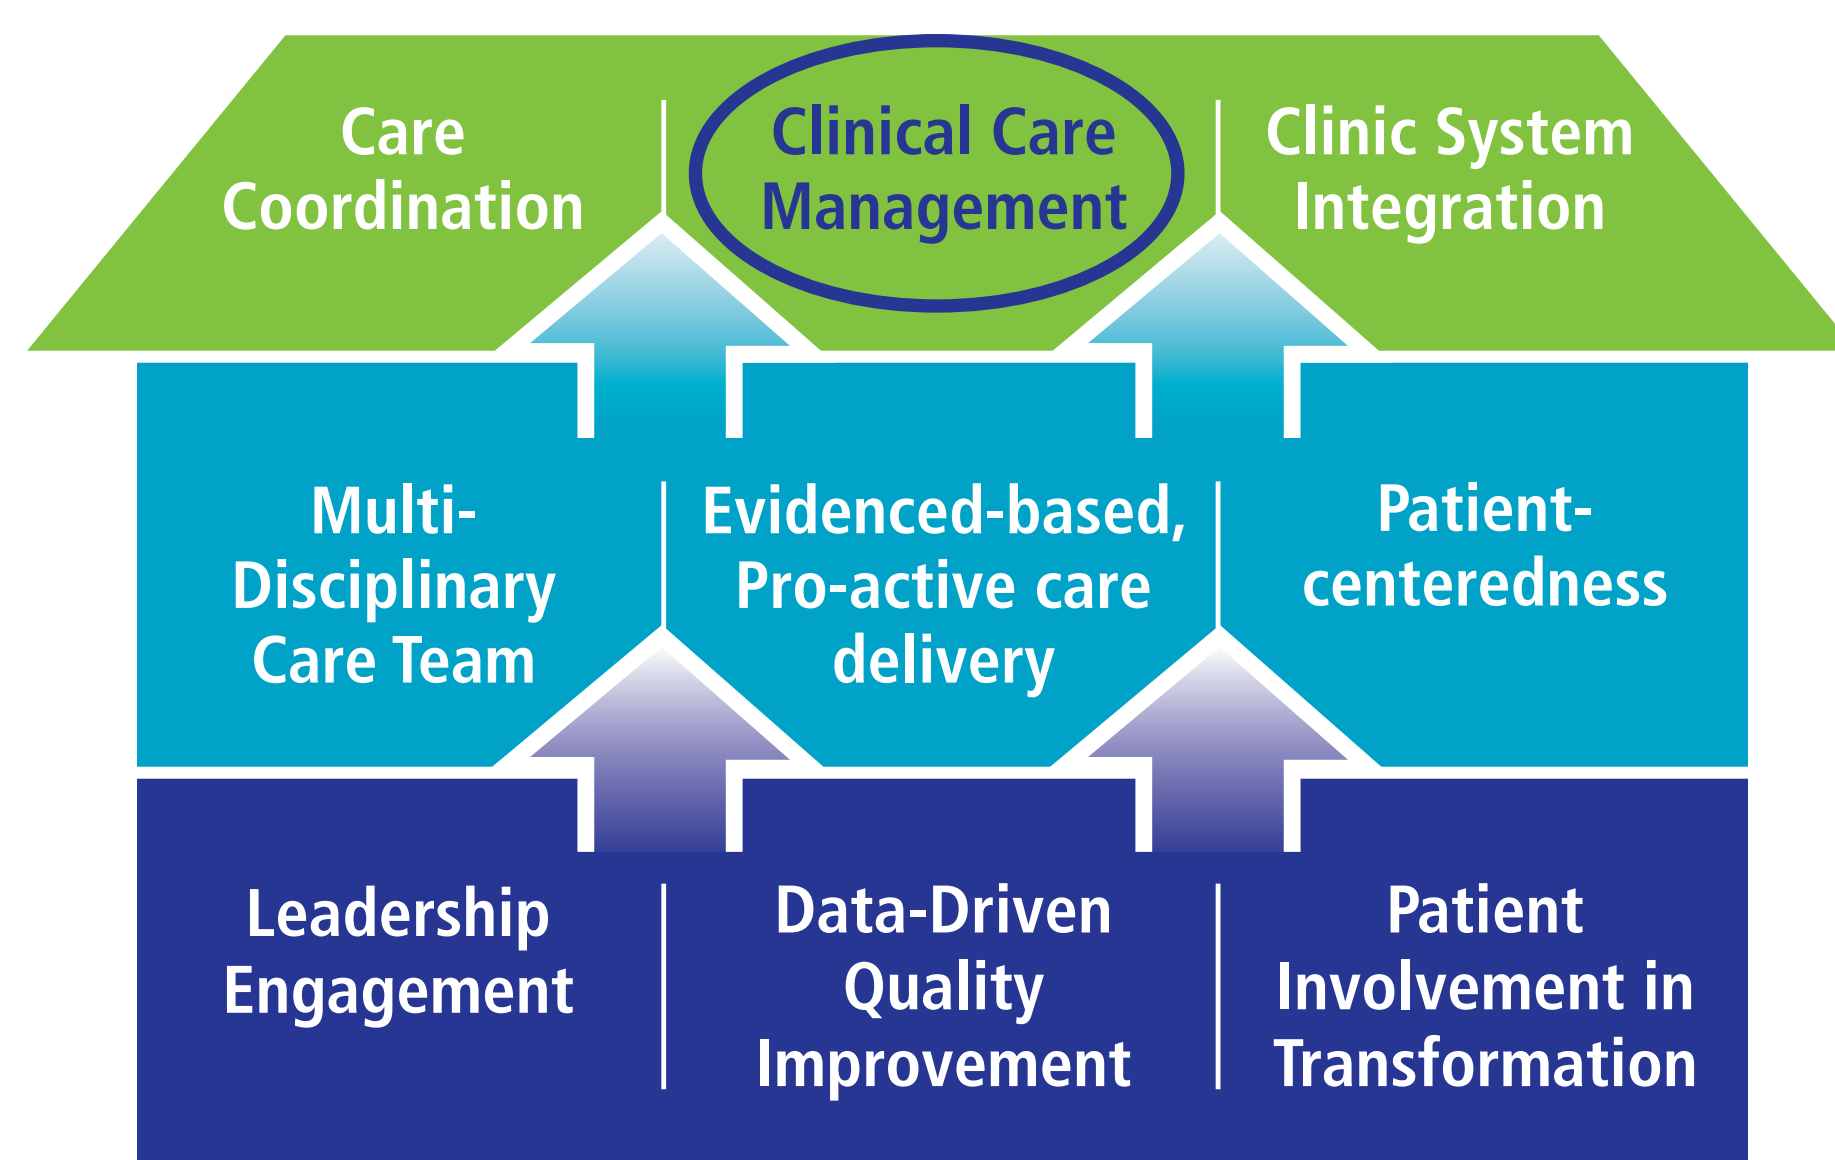 Care
Coordination
Clinical Care
Management
Clinic System
Integration
Multi-
Disciplinary
Care Team
Evidenced-based,
Pro-active care
delivery
Patient-
centeredness
Leadership
Engagement
Data-Driven
Quality
Improvement
Patient
Involvement in
Transformation